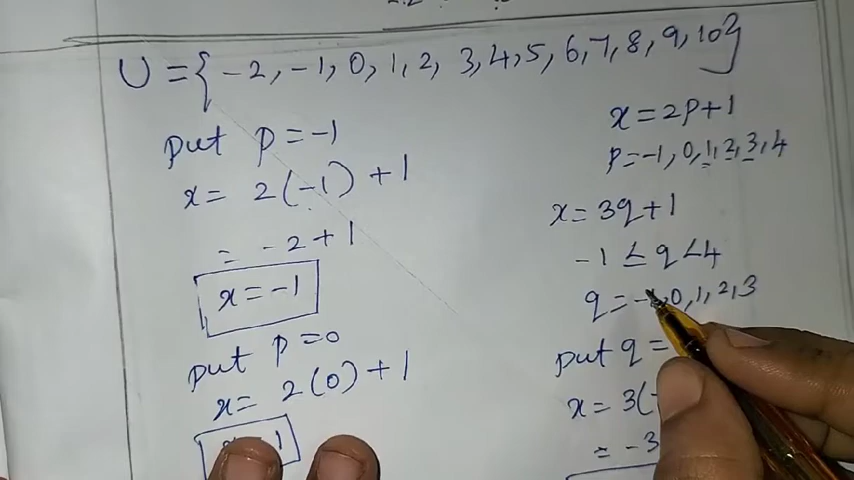 U = { -2, -1, 0, 1, 2, 3, 4, 5, 6, 7, 8, 9, 10}
put p = -1
x = 2(-1) + 1
= -2 + 1
x = -1
put p = 0
x = 2(0) + 1
x = 2p + 1
p = -1, 0, 1, 2, 3, 4
x = 3q + 1
-1 ≤ q < 4
q = -1, 0, 1, 2, 3
put q =
x = 3(-
= -3